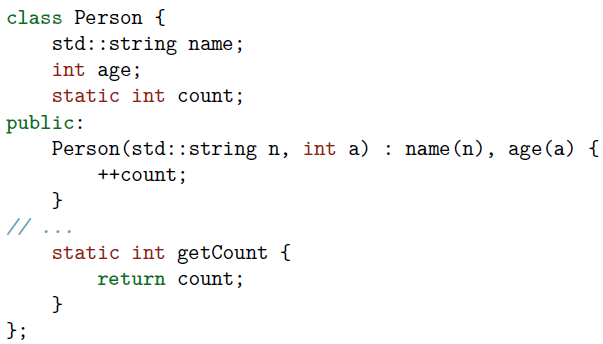 class Person {
    std::string name;
    int age;
    static int count;
public:
    Person(std::string n, int a) : name(n), age(a) {
        ++count;
    }
// ...
    static int getCount {
        return count;
    }
};